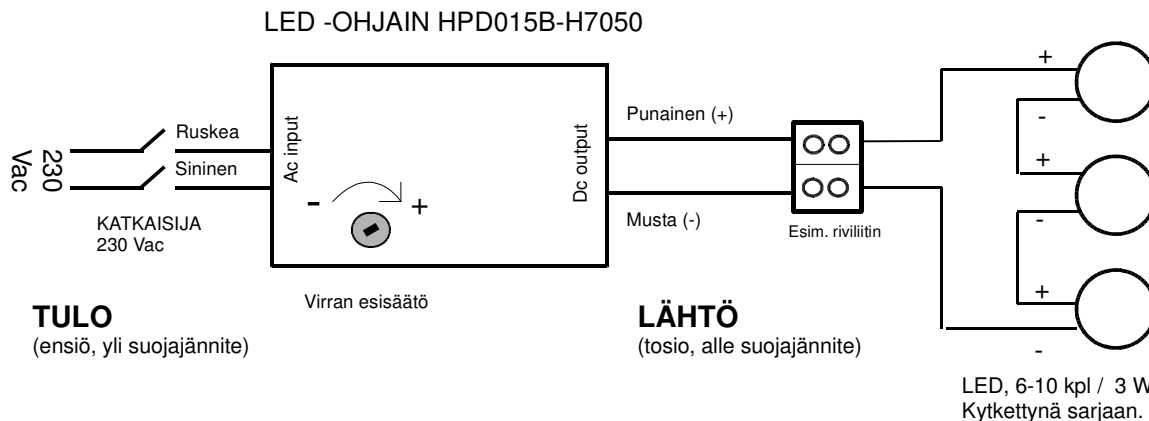 LED -OHJAIN HPD015B-H7050
230
Vac
Ruskea
Sininen
KATKAISIJA
230 Vac
Ac input
- +
Virran esisäätö
Dc output
Punainen (+)
Musta (-)
Esim. riviliitin
+
-
+
-
+
-
TULO
(ensiö, yli suojajännite)
LÄHTÖ
(tosio, alle suojajännite)
LED, 6-10 kpl / 3 W
Kytkettynä sarjaan.